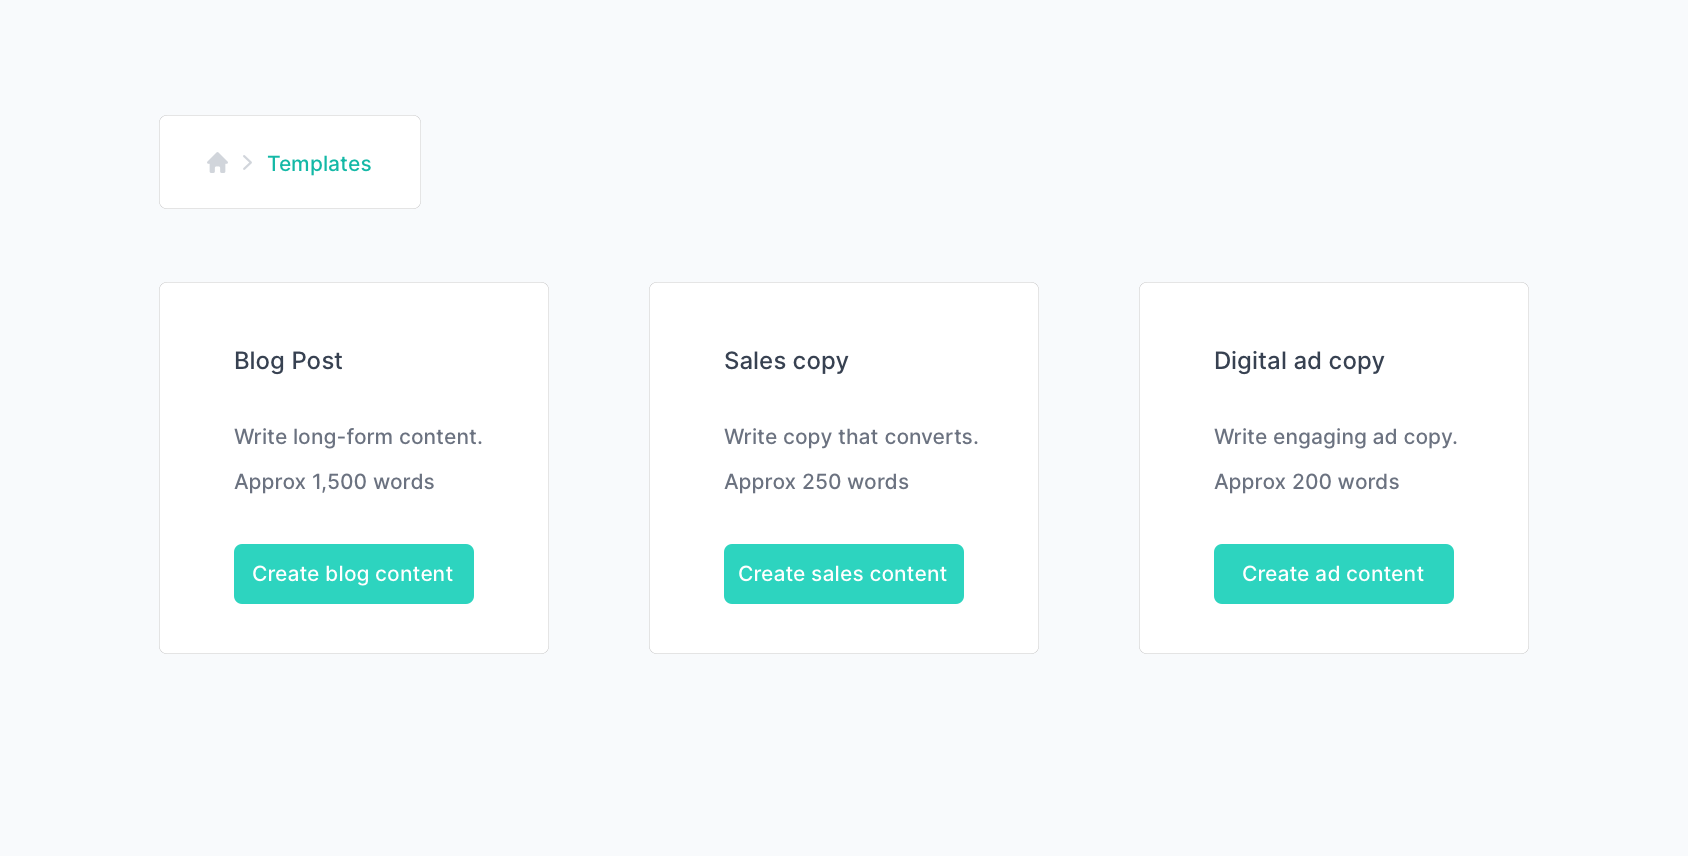 Templates
Blog Post
Write long-form content.
Approx 1,500 words
Create blog content
Sales copy
Write copy that converts.
Approx 250 words
Create sales content
Digital ad copy
Write engaging ad copy.
Approx 200 words
Create ad content